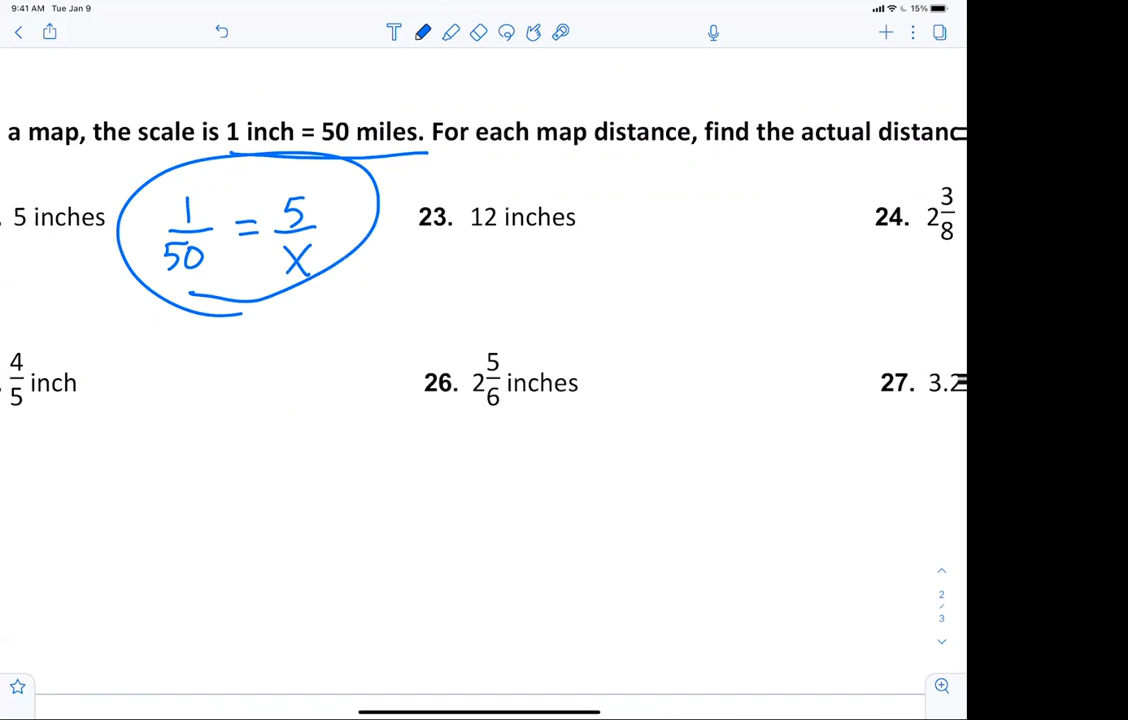 9:41 AM Tue Jan 9
15%
a map, the scale is 1 inch = 50 miles. For each map distance, find the actual
. 5 inches
1/50 = 5/x
23. 12 inches
24. 2 3/8
4/5 inch
26. 2 5/6 inches
27. 3.2
2
/
3